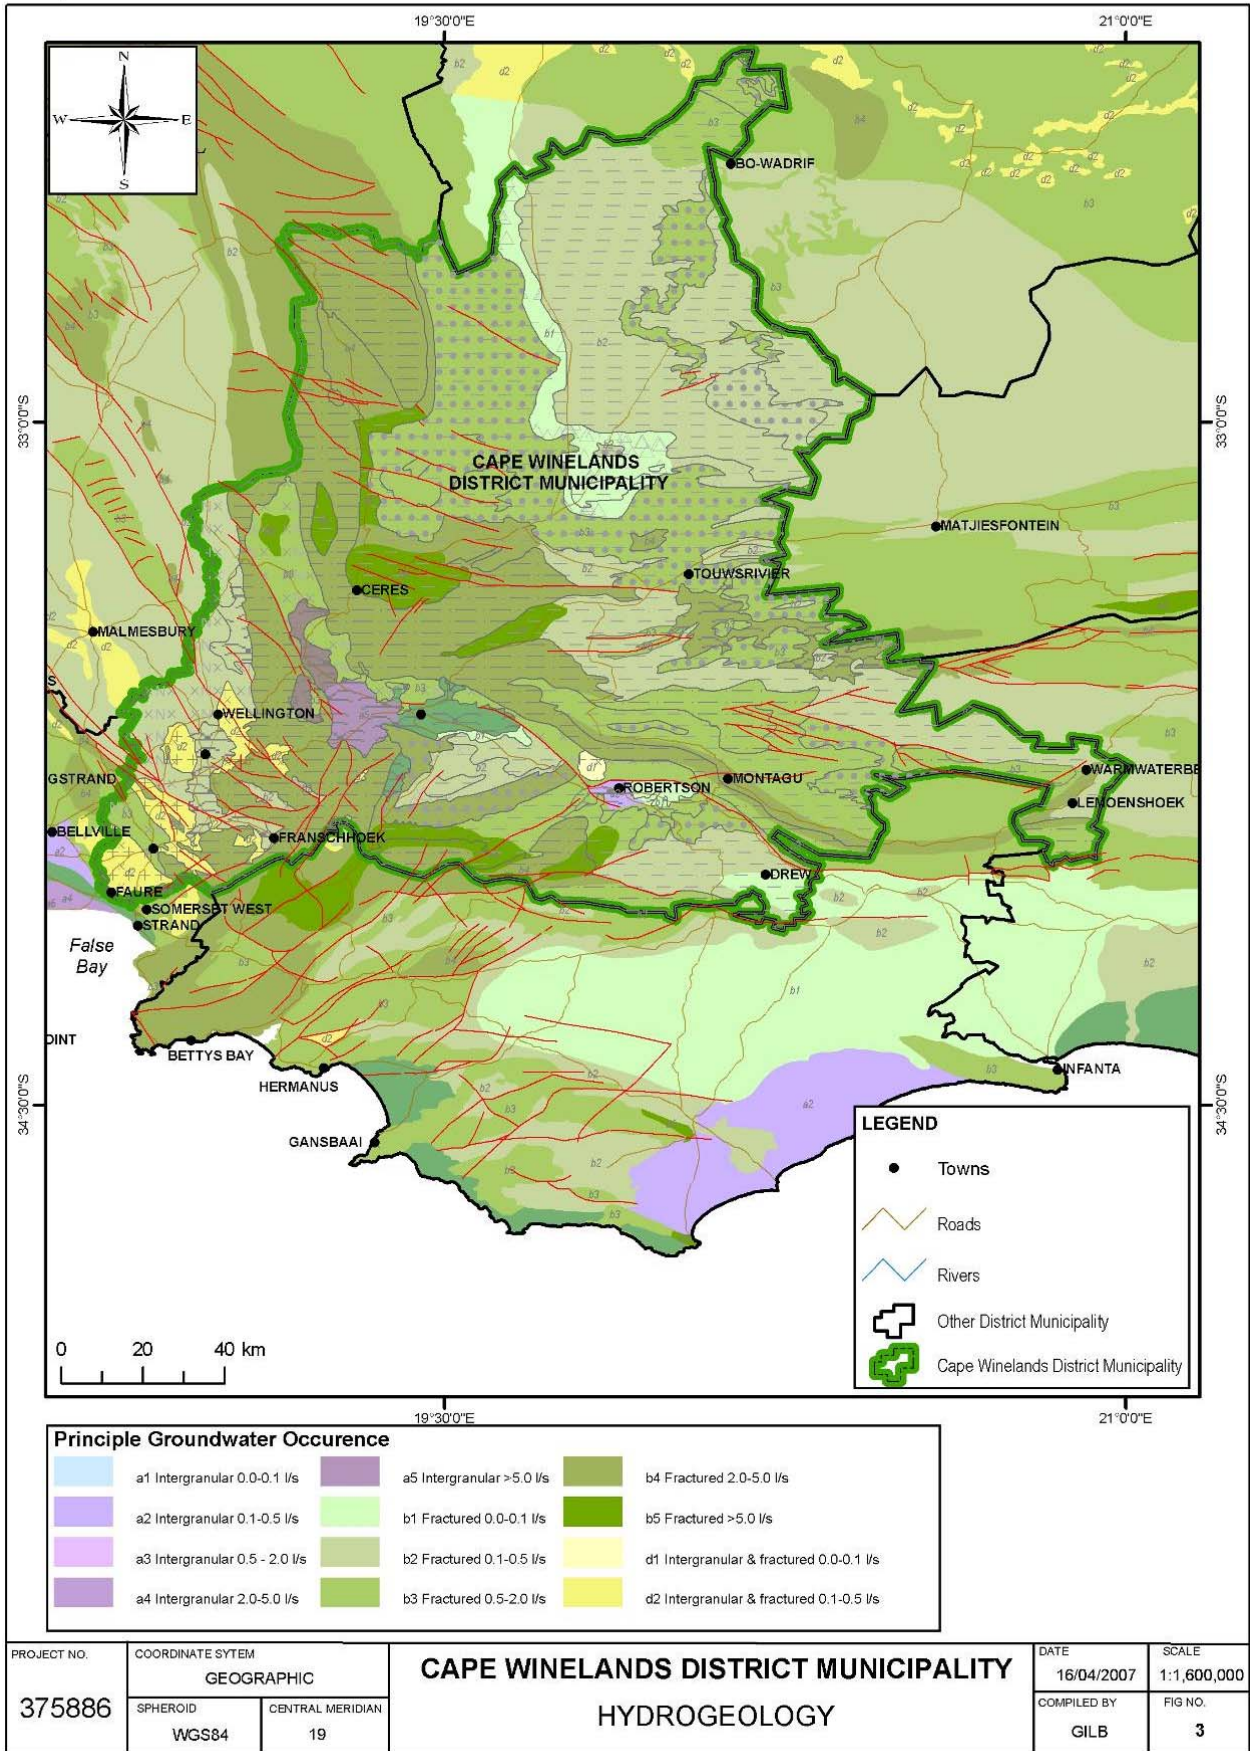 19°30'0"E
21°0'0"E
N
W
E
S
33°0'0"S
33°0'0"S
34°30'0"S
34°30'0"S
BO-WADRIF
CAPE WINELANDS
DISTRICT MUNICIPALITY
MATJIESFONTEIN
TOUWSRIVIER
CERES
MALMESBURY
S
WELLINGTON
GSTRAND
WARMWATERBE
MONTAGU
ROBERTSON
LEMOENSHOEK
BELLVILLE
FRANSCHHOEK
DREW
FAURE
SOMERSET WEST
STRAND
False
Bay
OINT
BETTYS BAY
HERMANUS
INFANTA
GANSBAAI
b2
d2
b3
b4
b1
a2
a4
d1
LEGEND
Towns
Roads
Rivers
Other District Municipality
Cape Winelands District Municipality
0 20 40 km
19°30'0"E
21°0'0"E
Principle Groundwater Occurence
a1 Intergranular 0.0-0.1 l/s
a2 Intergranular 0.1-0.5 l/s
a3 Intergranular 0.5 - 2.0 l/s
a4 Intergranular 2.0-5.0 l/s
a5 Intergranular >5.0 l/s
b1 Fractured 0.0-0.1 l/s
b2 Fractured 0.1-0.5 l/s
b3 Fractured 0.5-2.0 l/s
b4 Fractured 2.0-5.0 l/s
b5 Fractured >5.0 l/s
d1 Intergranular & fractured 0.0-0.1 l/s
d2 Intergranular & fractured 0.1-0.5 l/s
PROJECT NO.
375886
COORDINATE SYTEM
GEOGRAPHIC
SPHEROID
WGS84
CENTRAL MERIDIAN
19
CAPE WINELANDS DISTRICT MUNICIPALITY
HYDROGEOLOGY
DATE
16/04/2007
SCALE
1:1,600,000
COMPILED BY
GILB
FIG NO.
3